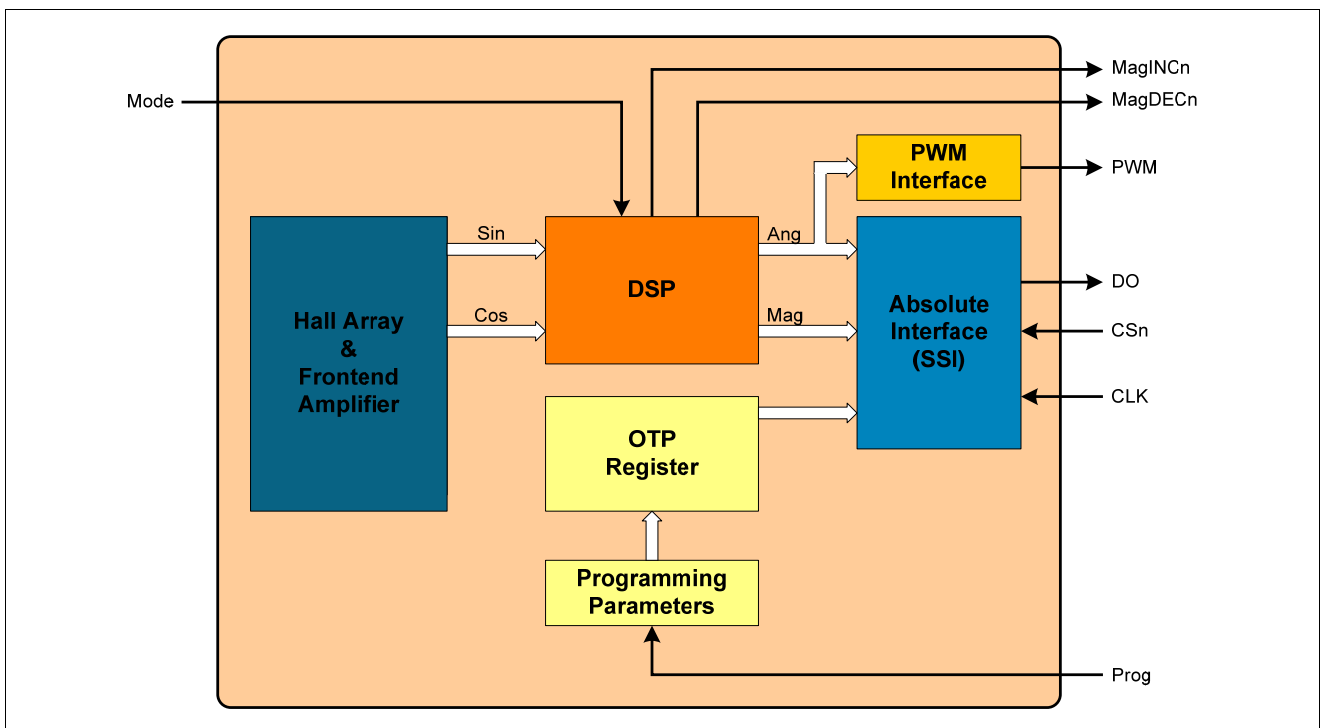 MagINCn
Mode
MagDECn
PWM
Interface
PWM
Sin
Ang
DSP
DO
Hall Array
&
Frontend
Amplifier
Cos
Mag
Absolute
Interface
(SSI)
CSn
CLK
OTP
Register
Programming
Parameters
Prog